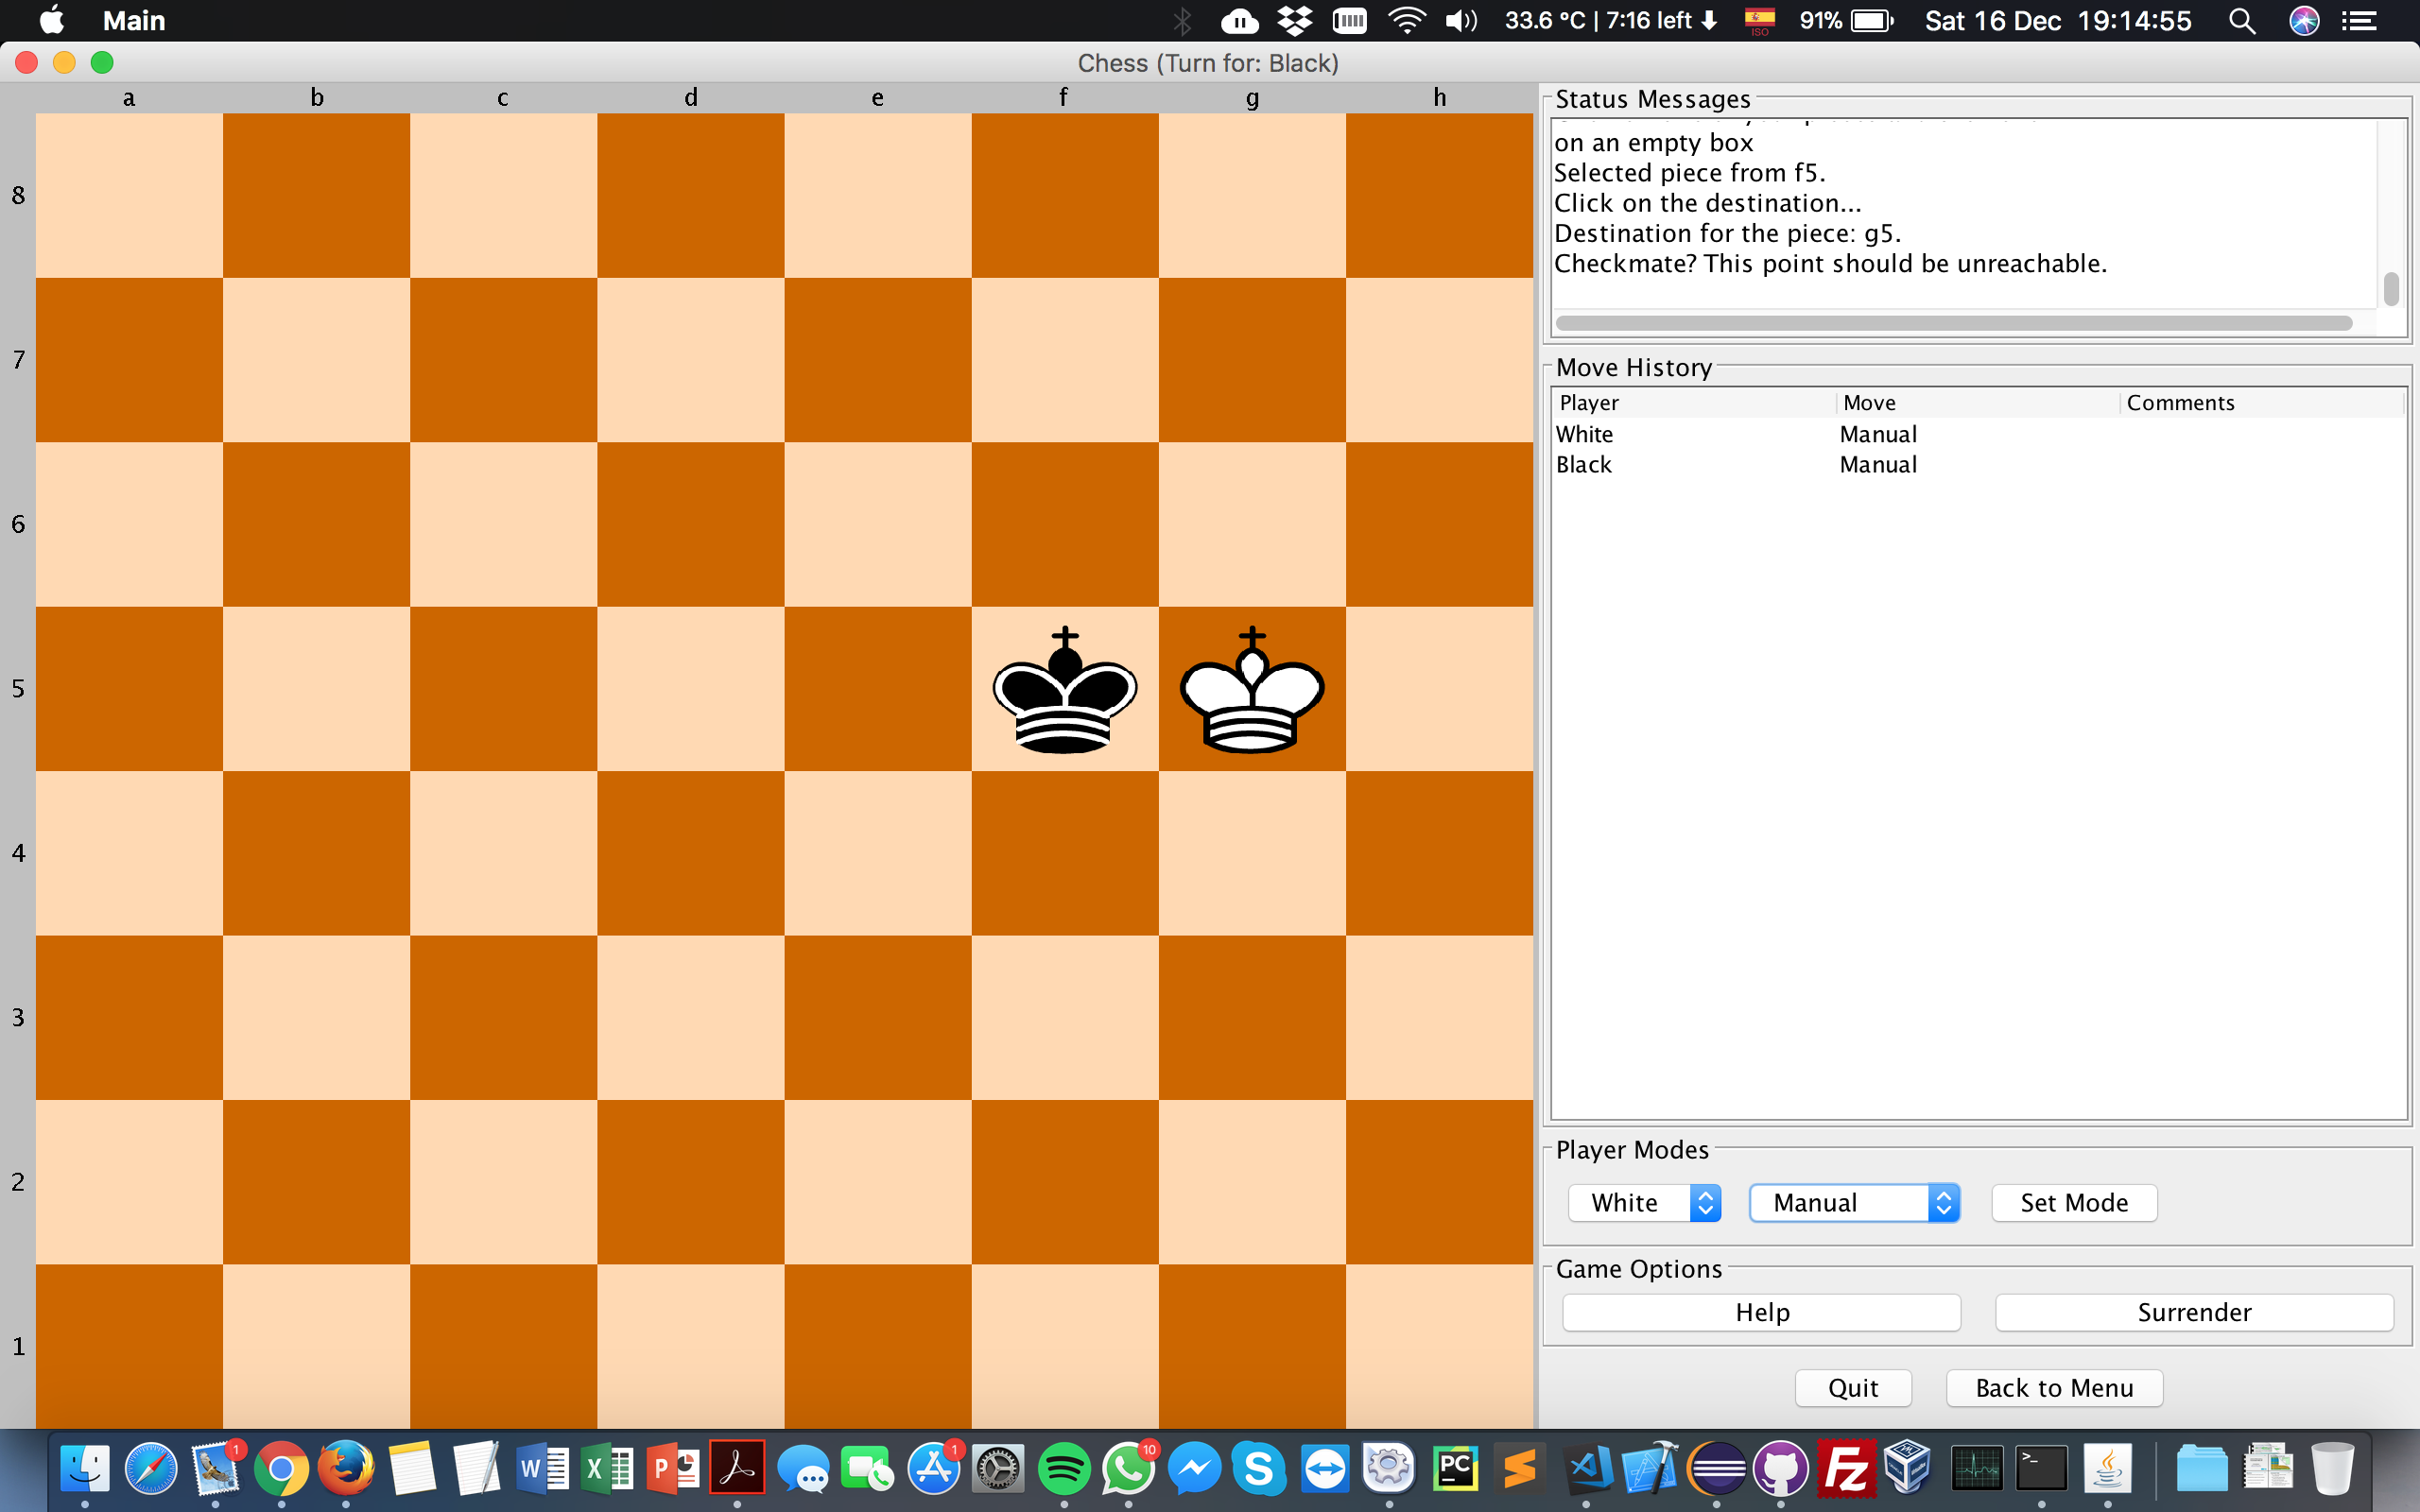 Main
33.6 °C | 7:16 left
ISO
91%
Sat 16 Dec 19:14:55
Chess (Turn for: Black)
a b c d e f g h
8
7
6
5
4
3
2
1
Status Messages
on an empty box
Selected piece from f5.
Click on the destination...
Destination for the piece: g5.
Checkmate? This point should be unreachable.
Move History
Player Move Comments
White Manual
Black Manual
Player Modes
White Manual Set Mode
Game Options
Help Surrender
Quit Back to Menu
1 W X P 1 10 S PC Fz >_